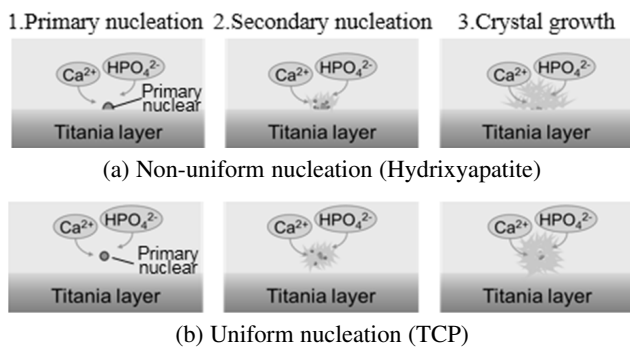 1.Primary nucleation 2.Secondary nucleation 3.Crystal growth
Ca²⁺ HPO₄²⁻ Ca²⁺ HPO₄²⁻ Ca²⁺ HPO₄²⁻
Primary
nuclear
Titania layer Titania layer Titania layer
(a) Non-uniform nucleation (Hydrixyapatite)
Ca²⁺ HPO₄²⁻ Ca²⁺ HPO₄²⁻ Ca²⁺ HPO₄²⁻
Primary
nuclear
Titania layer Titania layer Titania layer
(b) Uniform nucleation (TCP)